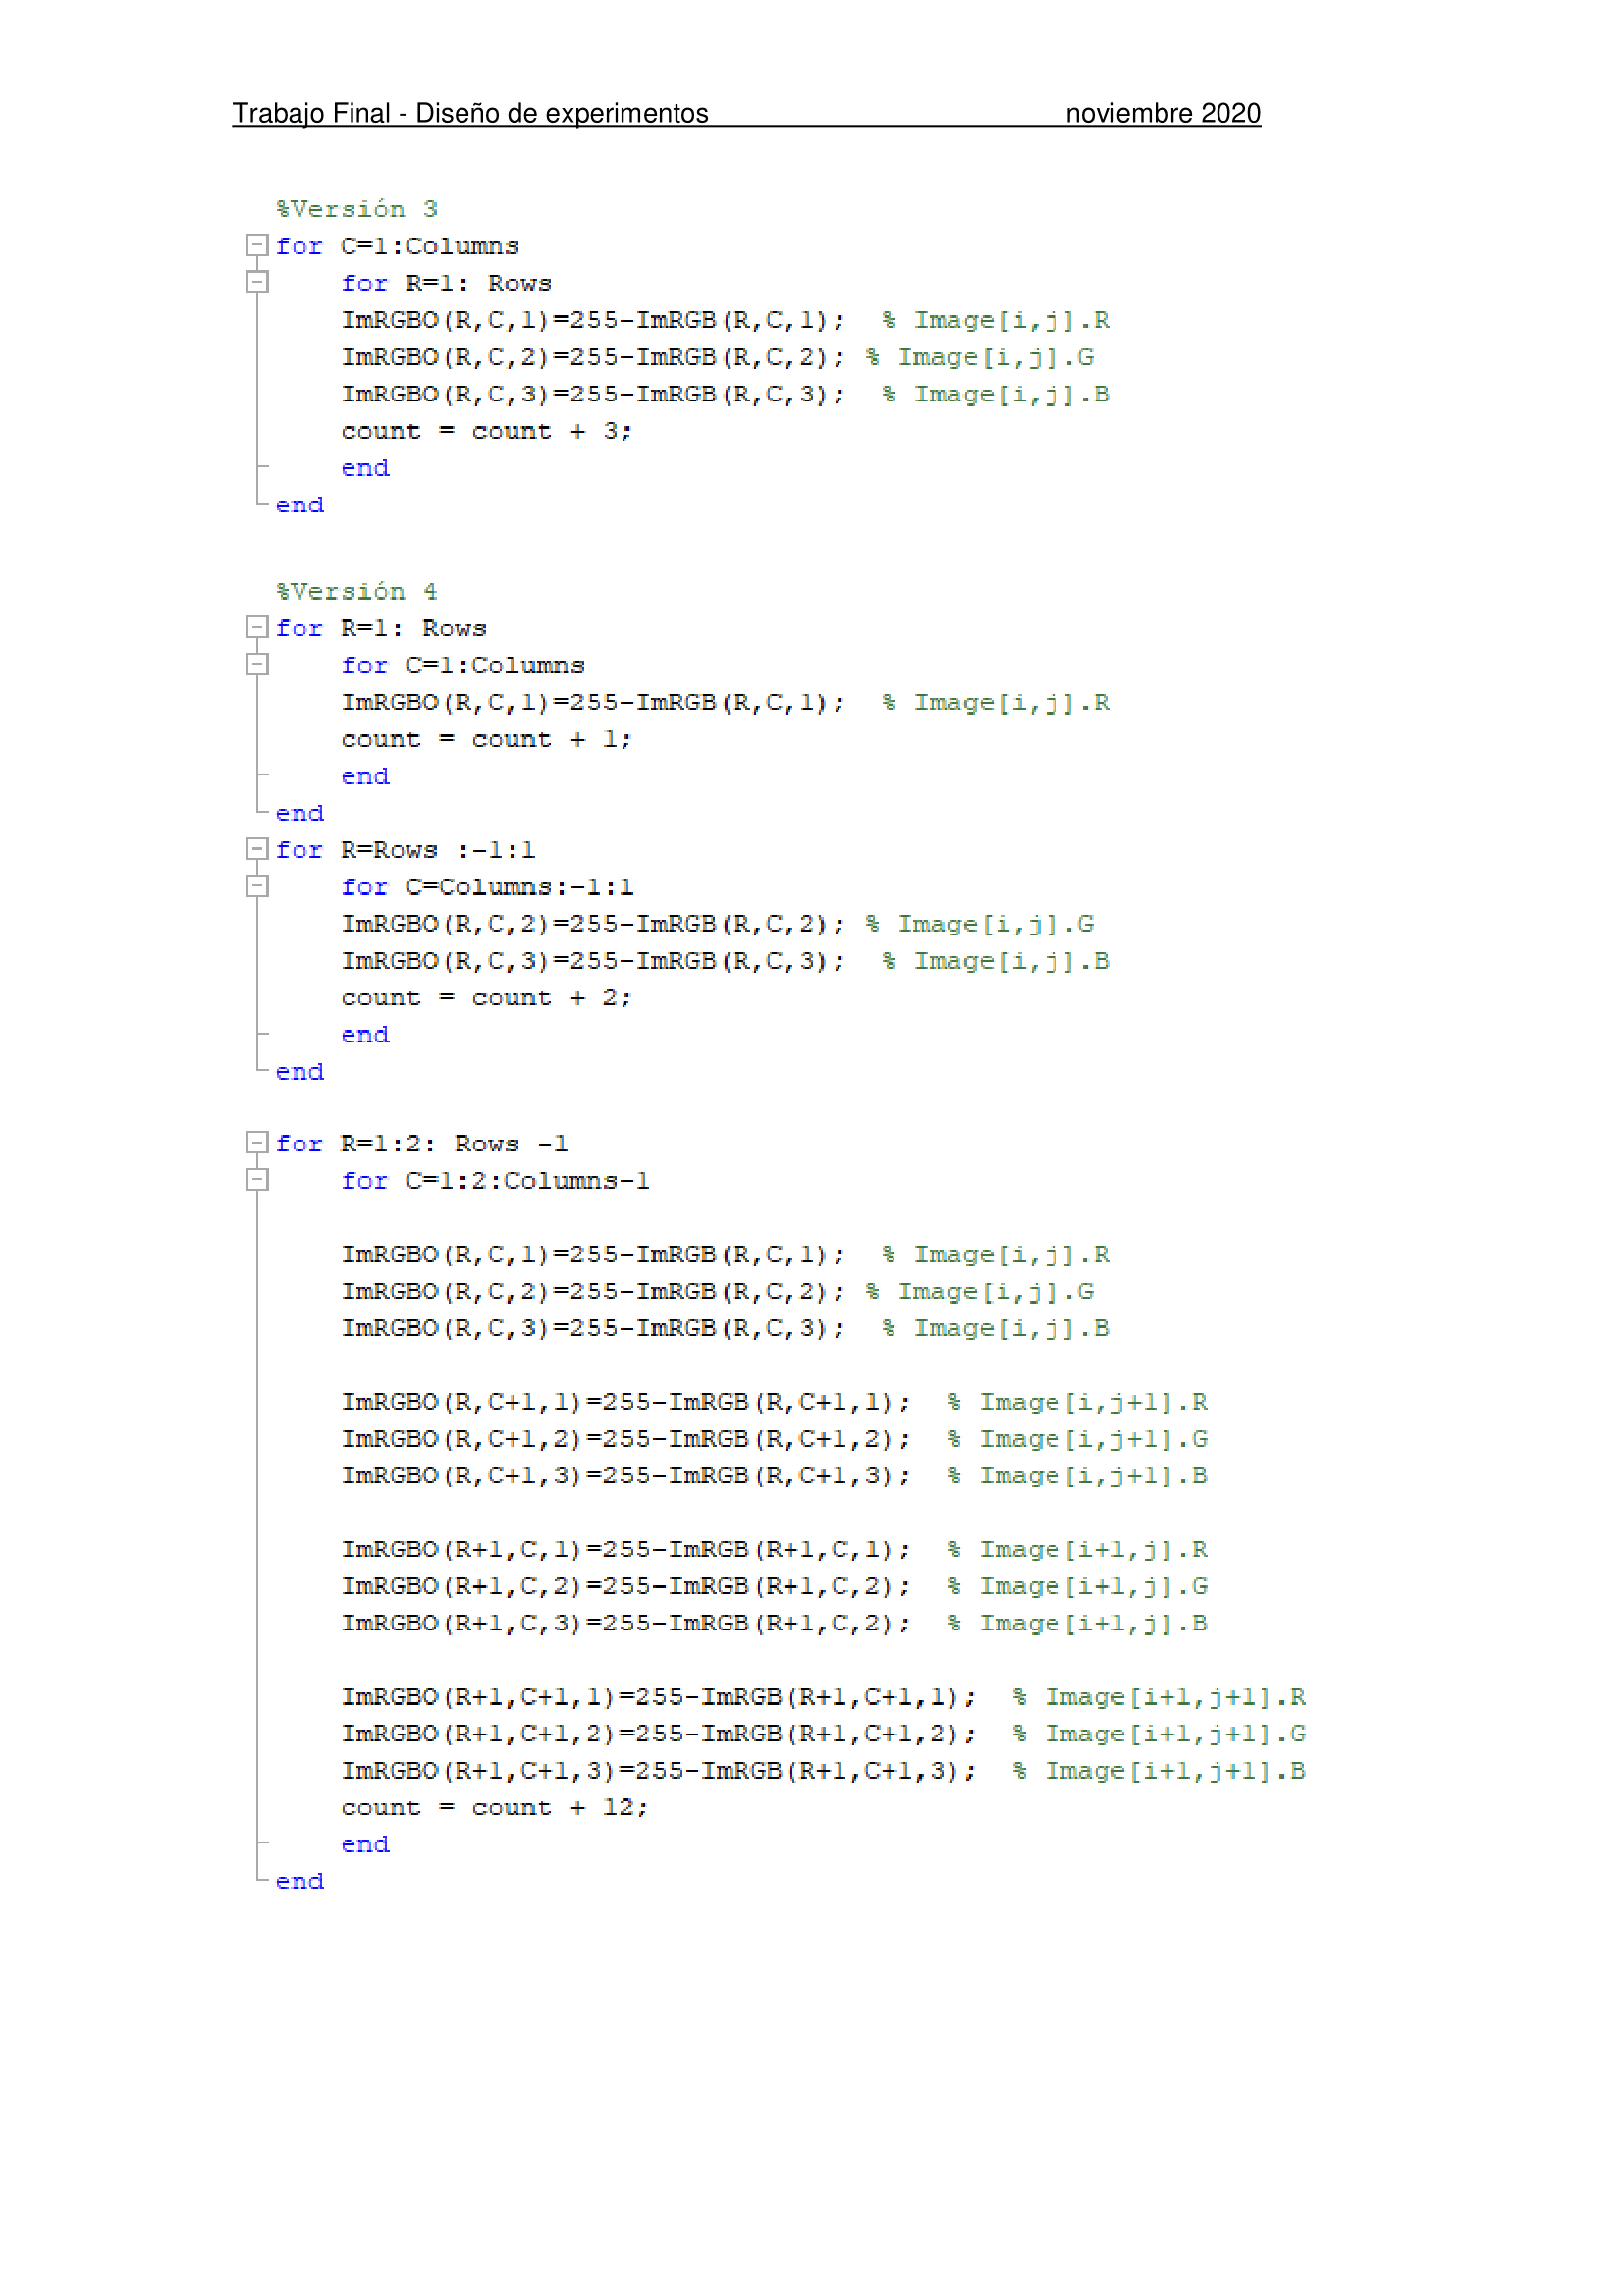 Trabajo Final - Diseño de experimentos noviembre 2020
%Versión 3
for C=1:Columns
for R=1: Rows
ImRGBO(R,C,1)=255-ImRGB(R,C,1);  % Image[i,j].R
ImRGBO(R,C,2)=255-ImRGB(R,C,2); % Image[i,j].G
ImRGBO(R,C,3)=255-ImRGB(R,C,3);  % Image[i,j].B
count = count + 3;
end
end
%Versión 4
for R=1: Rows
for C=1:Columns
ImRGBO(R,C,1)=255-ImRGB(R,C,1);  % Image[i,j].R
count = count + 1;
end
end
for R=Rows :-1:1
for C=Columns:-1:1
ImRGBO(R,C,2)=255-ImRGB(R,C,2); % Image[i,j].G
ImRGBO(R,C,3)=255-ImRGB(R,C,3);  % Image[i,j].B
count = count + 2;
end
end
for R=1:2: Rows -1
for C=1:2:Columns-1
ImRGBO(R,C,1)=255-ImRGB(R,C,1);  % Image[i,j].R
ImRGBO(R,C,2)=255-ImRGB(R,C,2); % Image[i,j].G
ImRGBO(R,C,3)=255-ImRGB(R,C,3);  % Image[i,j].B
ImRGBO(R,C+1,1)=255-ImRGB(R,C+1,1);  % Image[i,j+1].R
ImRGBO(R,C+1,2)=255-ImRGB(R,C+1,2);  % Image[i,j+1].G
ImRGBO(R,C+1,3)=255-ImRGB(R,C+1,3);  % Image[i,j+1].B
ImRGBO(R+1,C,1)=255-ImRGB(R+1,C,1);  % Image[i+1,j].R
ImRGBO(R+1,C,2)=255-ImRGB(R+1,C,2);  % Image[i+1,j].G
ImRGBO(R+1,C,3)=255-ImRGB(R+1,C,2);  % Image[i+1,j].B
ImRGBO(R+1,C+1,1)=255-ImRGB(R+1,C+1,1);  % Image[i+1,j+1].R
ImRGBO(R+1,C+1,2)=255-ImRGB(R+1,C+1,2);  % Image[i+1,j+1].G
ImRGBO(R+1,C+1,3)=255-ImRGB(R+1,C+1,3);  % Image[i+1,j+1].B
count = count + 12;
end
end